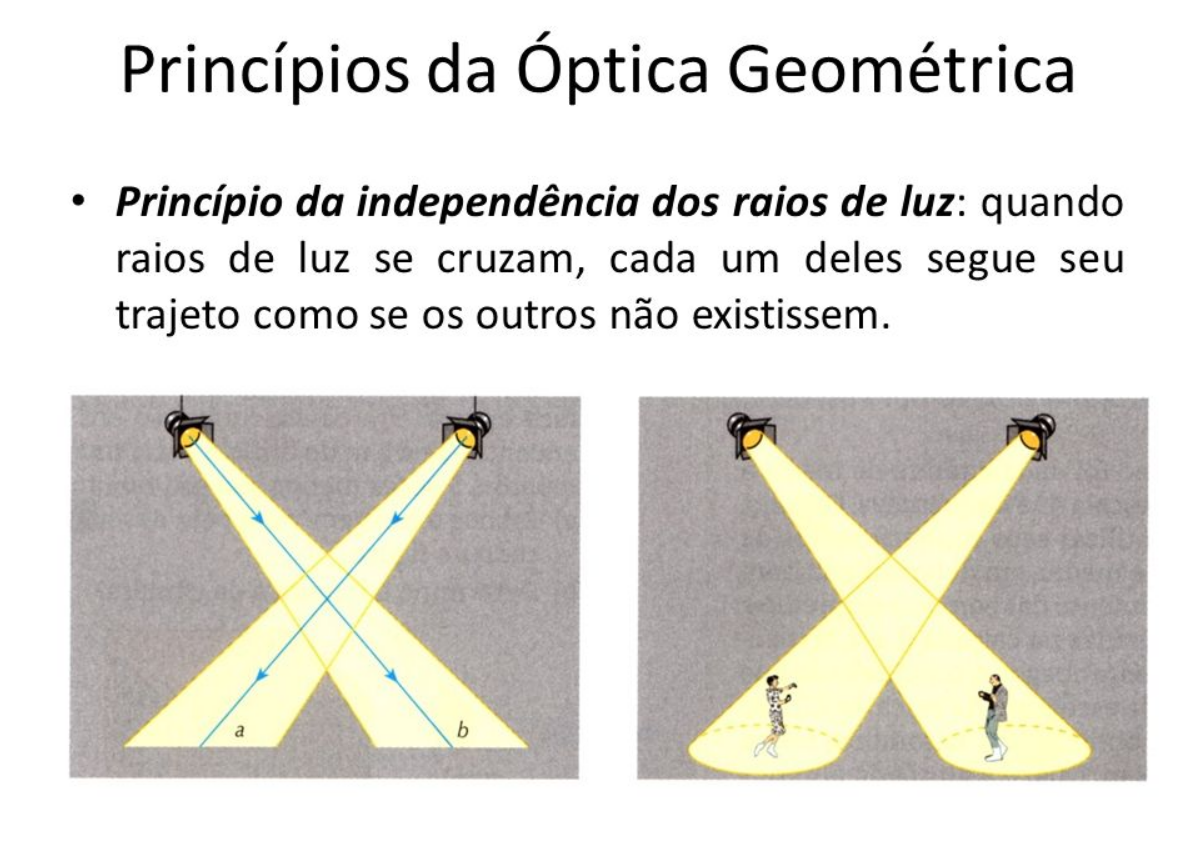 Princípios da Óptica Geométrica
• Princípio da independência dos raios de luz: quando
raios de luz se cruzam, cada um deles segue seu
trajeto como se os outros não existissem.
a
b